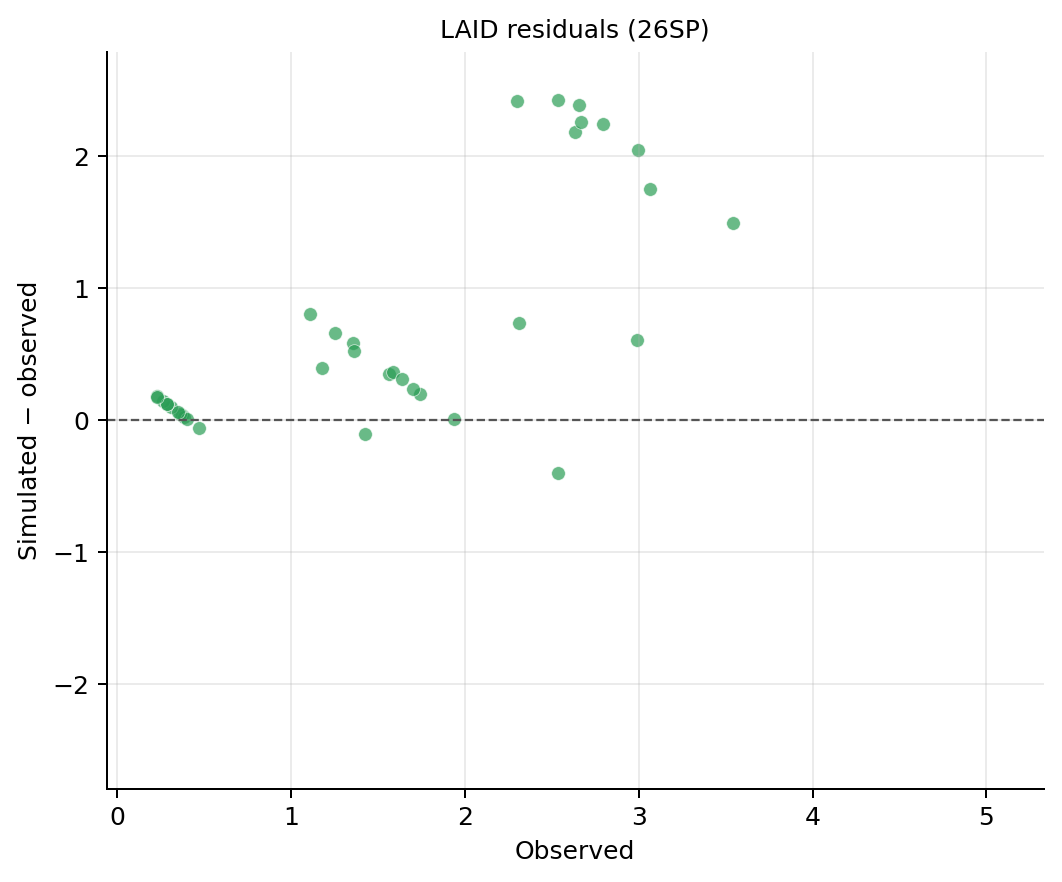 LAID residuals (26SP)
Simulated − observed
2
1
0
−1
−2
0 1 2 3 4 5
Observed